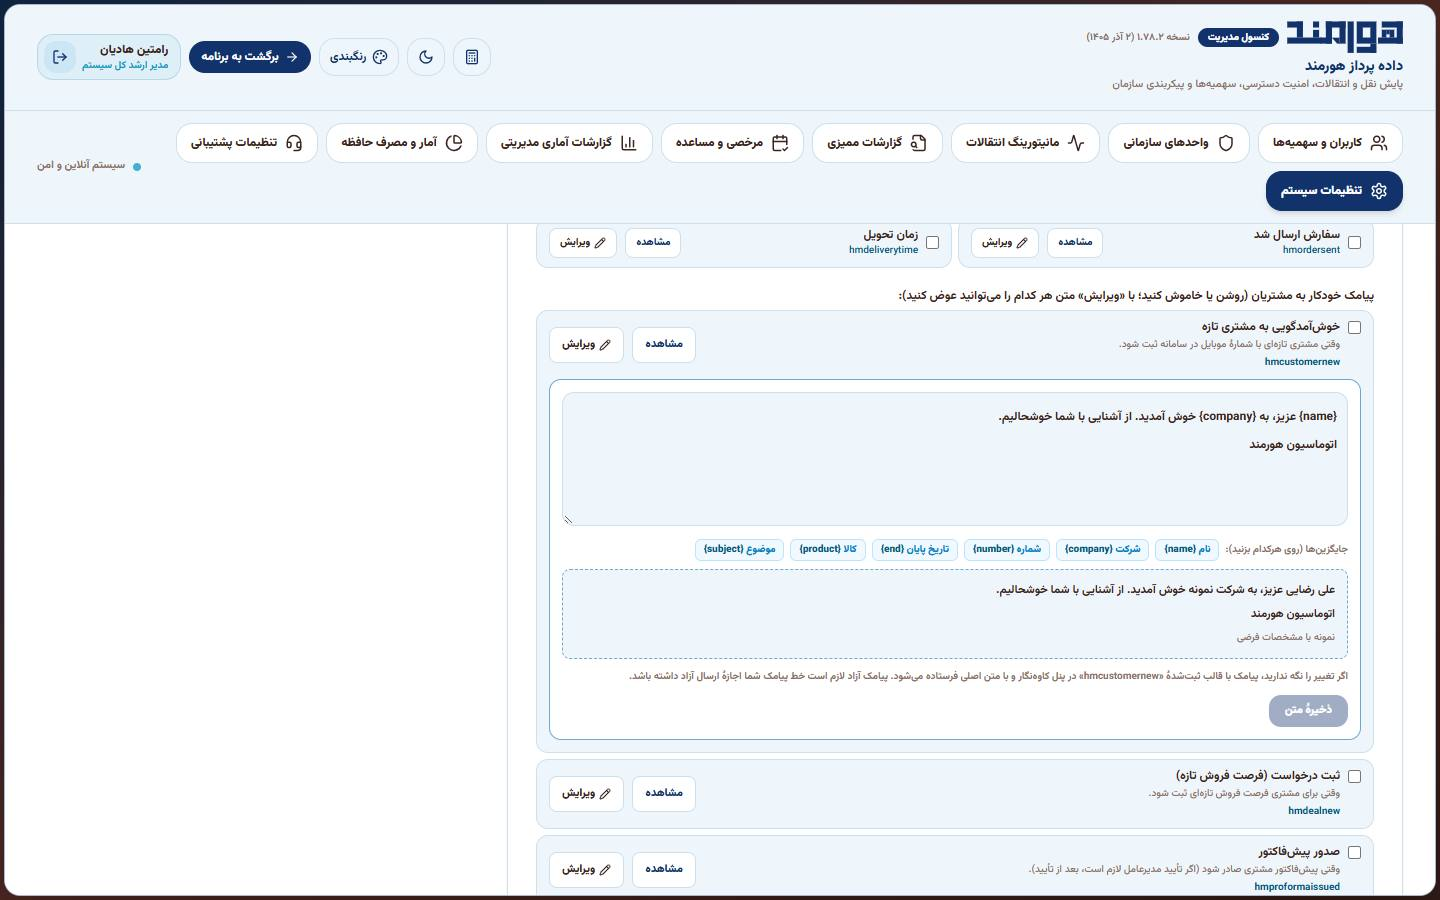 هورمند
کنسول مدیریت
نسخه ۱.۷۸.۲ (۲ آذر ۱۴۰۵)
داده پرداز هورمند
پایش نقل و انتقالات، امنیت دسترسی، سهمیه‌ها و پیکربندی سازمان
رنگبندی
برگشت به برنامه
رامتین هادیان
مدیر ارشد کل سیستم
کاربران و سهمیه‌ها
واحدهای سازمانی
مانیتورینگ انتقالات
گزارشات ممیزی
مرخصی و مساعده
گزارشات آماری مدیریتی
آمار و مصرف حافظه
تنظیمات پشتیبانی
تنظیمات سیستم
سیستم آنلاین و امن
سفارش ارسال شد
hmordersent
مشاهده
ویرایش
زمان تحویل
hmdeliverytime
مشاهده
ویرایش
پیامک خودکار به مشتریان (روشن یا خاموش کنید؛ با «ویرایش» متن هر کدام را می‌توانید عوض کنید):
خوش‌آمدگویی به مشتری تازه
وقتی مشتری تازه‌ای با شمارهٔ موبایل در سامانه ثبت شود.
hmcustomernew
مشاهده
ویرایش
{name} عزیز، به {company} خوش آمدید. از آشنایی با شما خوشحالیم.
اتوماسیون هورمند
جایگزین‌ها (روی هرکدام بزنید):
نام {name}
شرکت {company}
شماره {number}
تاریخ پایان {end}
کالا {product}
موضوع {subject}
علی رضایی عزیز، به شرکت نمونه خوش آمدید. از آشنایی با شما خوشحالیم.
اتوماسیون هورمند
نمونه با مشخصات فرضی
اگر تغییر را نگه ندارید، پیامک با قالب ثبت‌شدهٔ «hmcustomernew» در پنل کاوه‌نگار و با متن اصلی فرستاده می‌شود. پیامک آزاد لازم است خط پیامک شما اجازهٔ ارسال آزاد داشته باشد.
ذخیرهٔ متن
ثبت درخواست (فرصت فروش تازه)
وقتی برای مشتری فرصت فروش تازه‌ای ثبت شود.
hmdealnew
مشاهده
ویرایش
صدور پیش‌فاکتور
وقتی پیش‌فاکتور مشتری صادر شود (اگر تأیید مدیرعامل لازم است، بعد از تأیید).
hmproformaissued
مشاهده
ویرایش